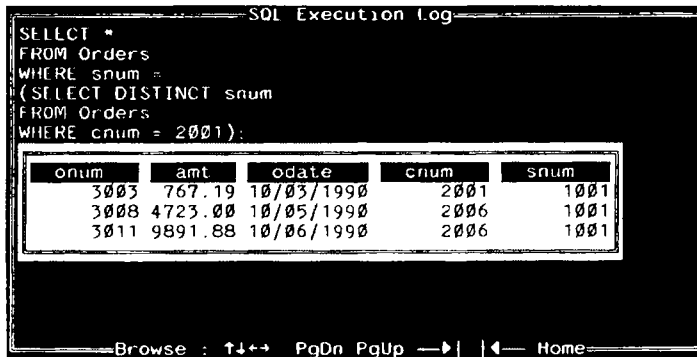 SQL Execution Log
SELECT *
FROM Orders
WHERE snum =
(SELECT DISTINCT snum
FROM Orders
WHERE cnum = 2001);
onum amt odate cnum snum
3003 767.19 10/03/1990 2001 1001
3008 4723.00 10/05/1990 2006 1001
3011 9891.88 10/06/1990 2006 1001
Browse : ↑↓←→ PgDn PgUp —▶| |◀— Home